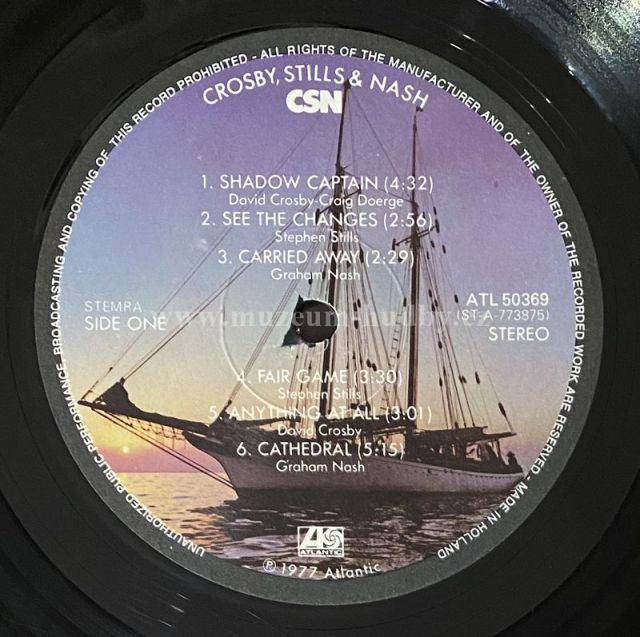 UNAUTHORIZED PUBLIC PERFORMANCE, BROADCASTING AND COPYING OF THIS RECORD PROHIBITED - ALL RIGHTS OF THE MANUFACTURER AND OF THE OWNER OF THE RECORDED WORK ARE RESERVED - MADE IN HOLLAND
CROSBY, STILLS & NASH
CSN
1. SHADOW CAPTAIN (4:32)
David Crosby-Craig Doerge
2. SEE THE CHANGES (2:56)
Stephen Stills
3. CARRIED AWAY (2:29)
Graham Nash
STEMRA
SIDE ONE
ATL 50369
(ST-A-773875)
STEREO
www.muzeum-hudby.cz
4. FAIR GAME (3:30)
Stephen Stills
5. ANYTHING AT ALL (3:01)
David Crosby
6. CATHEDRAL (5:15)
Graham Nash
ATLANTIC
℗ 1977 Atlantic